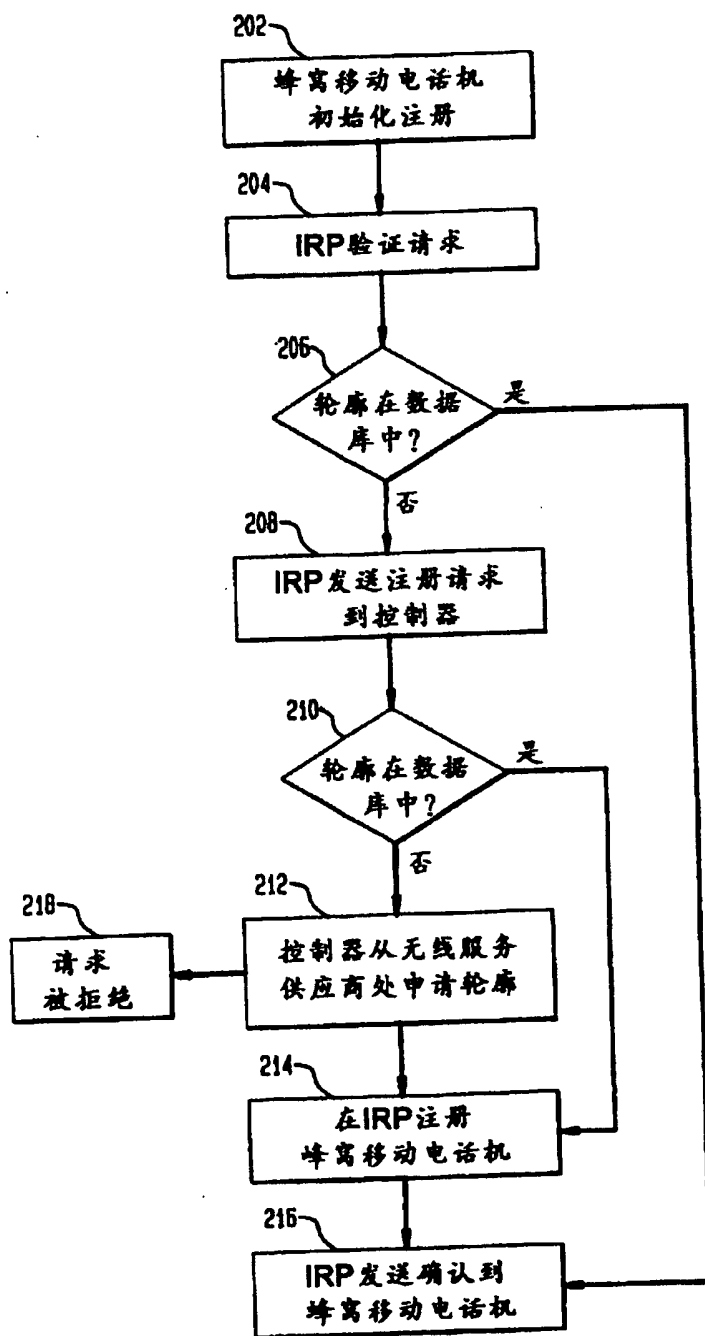 202
蜂窝移动电话机
初始化注册
204
IRP验证请求
206
轮廓在数据
库中?
是
否
208
IRP发送注册请求
到控制器
210
轮廓在数据
库中?
是
否
212
控制器从无线服务
供应商处申请轮廓
218
请求
被拒绝
214
在IRP注册
蜂窝移动电话机
216
IRP发送确认到
蜂窝移动电话机